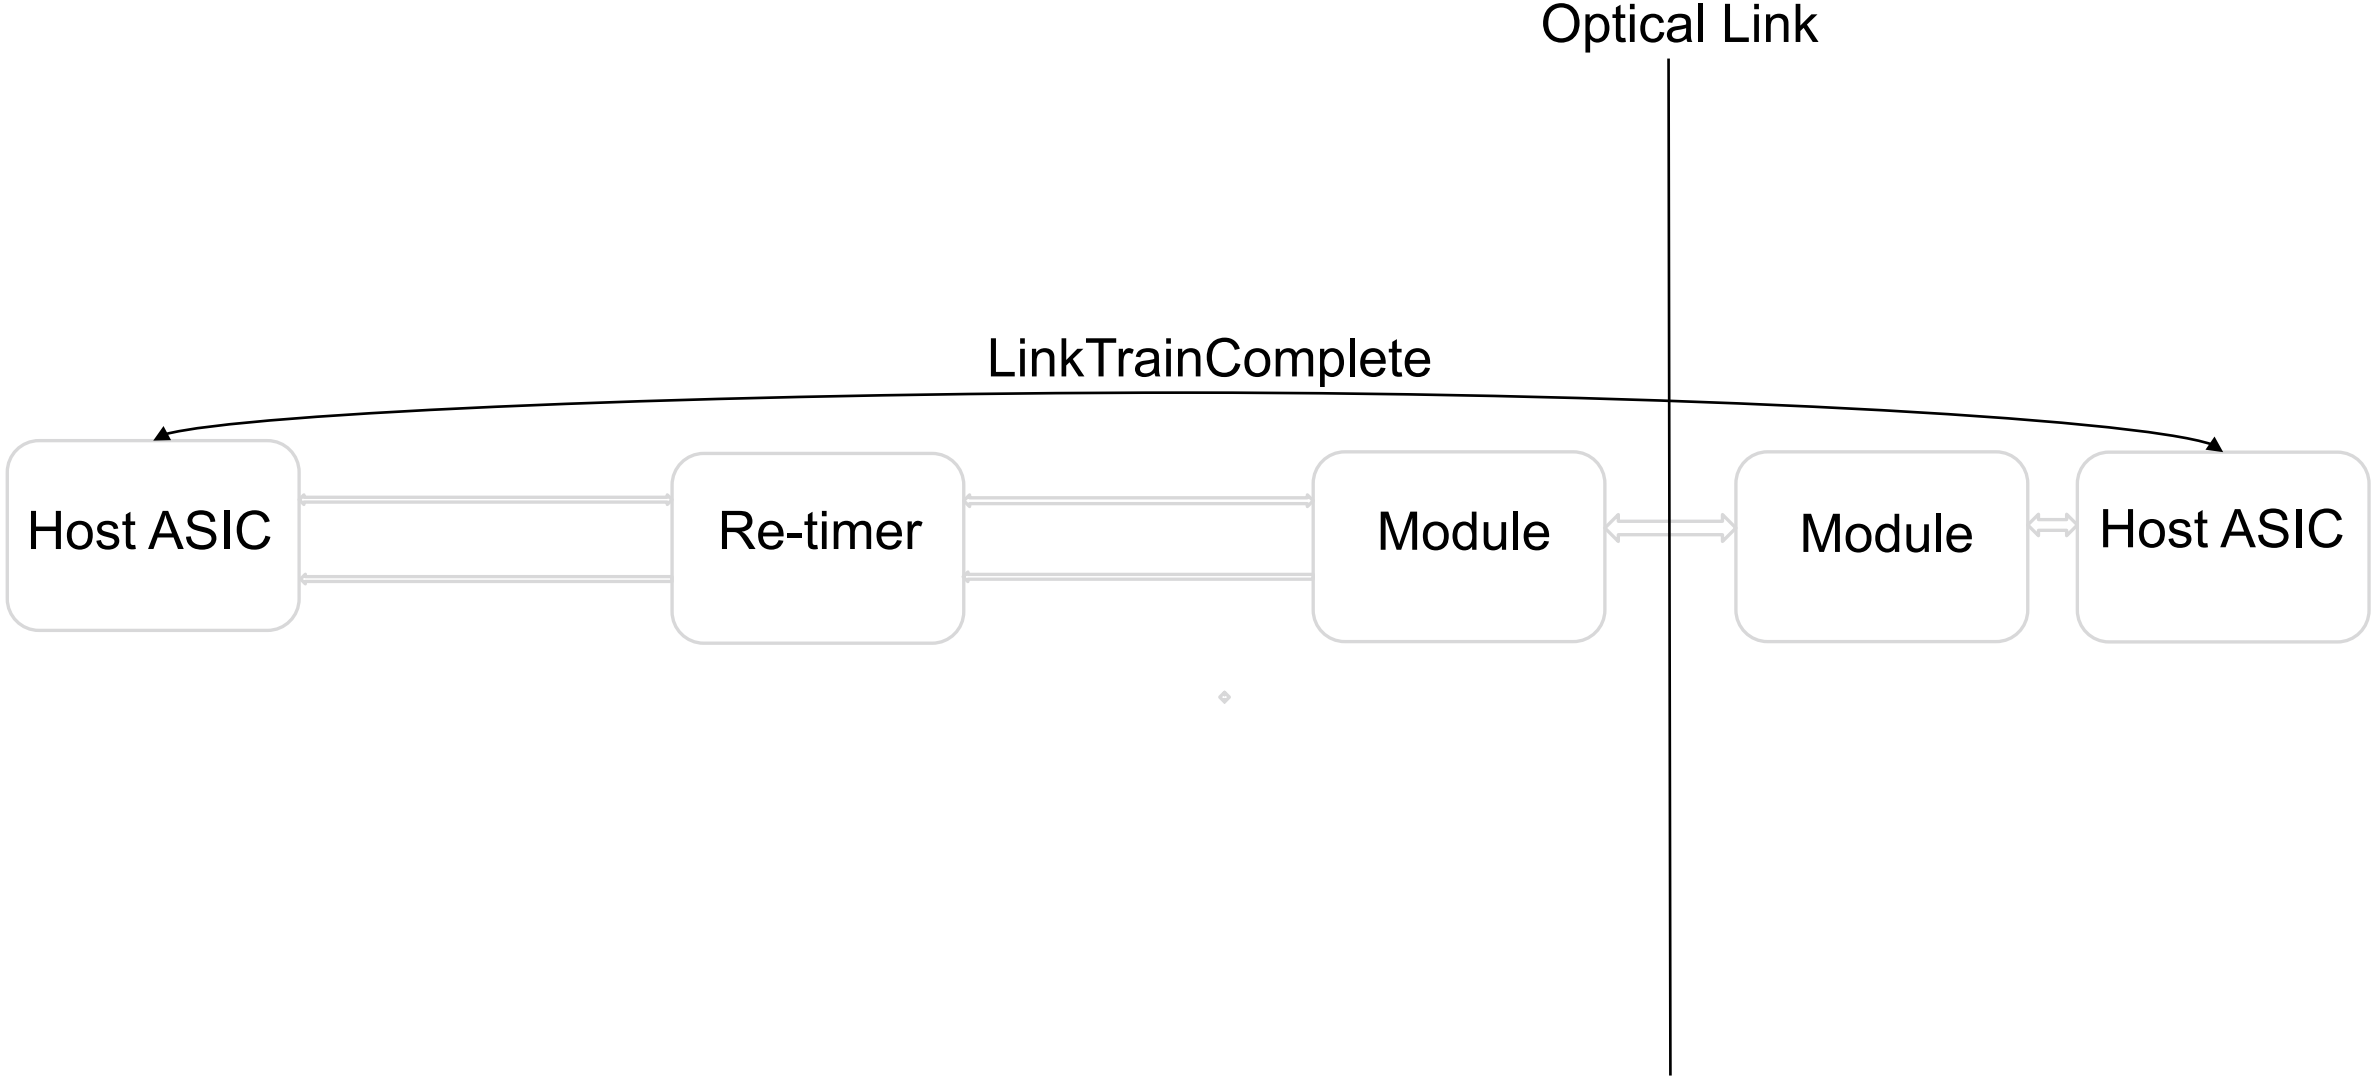 Optical Link
LinkTrainComplete
Host ASIC
Re-timer
Module
Module
Host ASIC